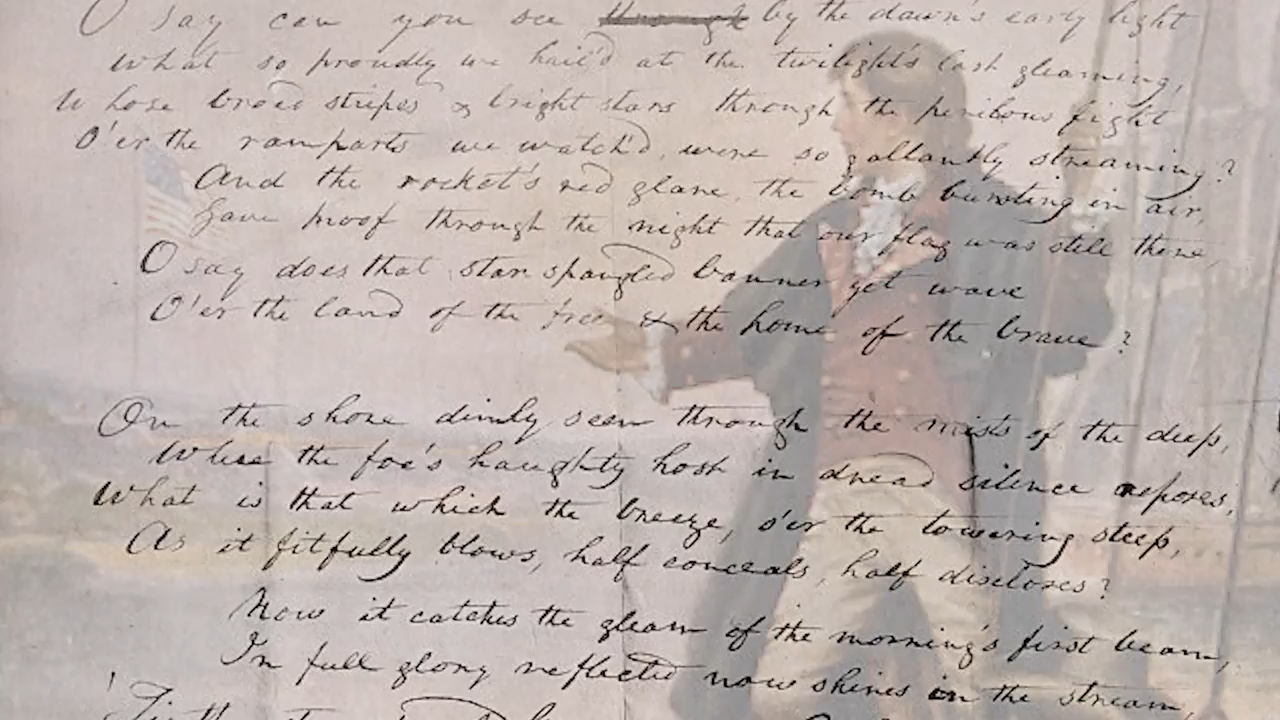 O say can you see through by the dawn's early light
What so proudly we hail'd at the twilight's last gleaming,
Whose broad stripes & bright stars through the perilous fight
O'er the ramparts we watch'd, were so gallantly streaming?
And the rocket's red glare, the bomb bursting in air,
Gave proof through the night that our flag was still there,
O say does that star spangled banner yet wave
O'er the land of the free & the home of the brave?
On the shore dimly seen through the mists of the deep,
Where the foe's haughty host in dread silence reposes,
What is that which the breeze, o'er the towering steep,
As it fitfully blows, half conceals, half discloses?
Now it catches the gleam of the morning's first beam,
In full glory reflected now shines in the stream,